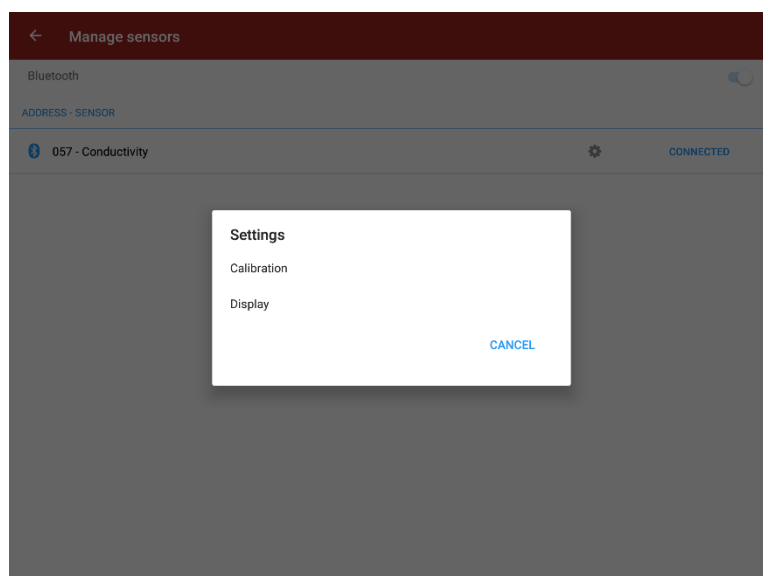 Manage sensors
Bluetooth
ADDRESS - SENSOR
057 - Conductivity CONNECTED
Settings
Calibration
Display
CANCEL